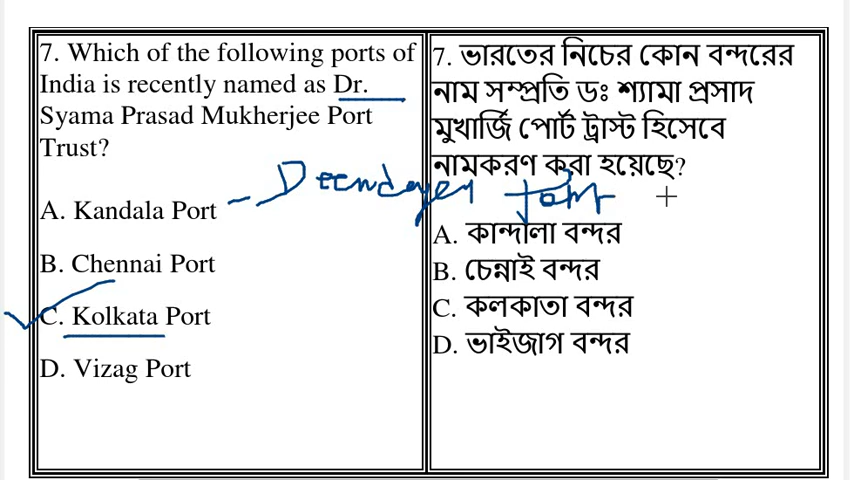 7. Which of the following ports of
India is recently named as Dr.
Syama Prasad Mukherjee Port
Trust?
A. Kandala Port
B. Chennai Port
C. Kolkata Port
D. Vizag Port
7. ভারতের নিচের কোন বন্দরের
নাম সম্প্রতি ডঃ শ্যামা প্রসাদ
মুখার্জি পোর্ট ট্রাস্ট হিসেবে
নামকরণ করা হয়েছে?
A. কান্দালা বন্দর
B. চেন্নাই বন্দর
C. কলকাতা বন্দর
D. ভাইজাগ বন্দর